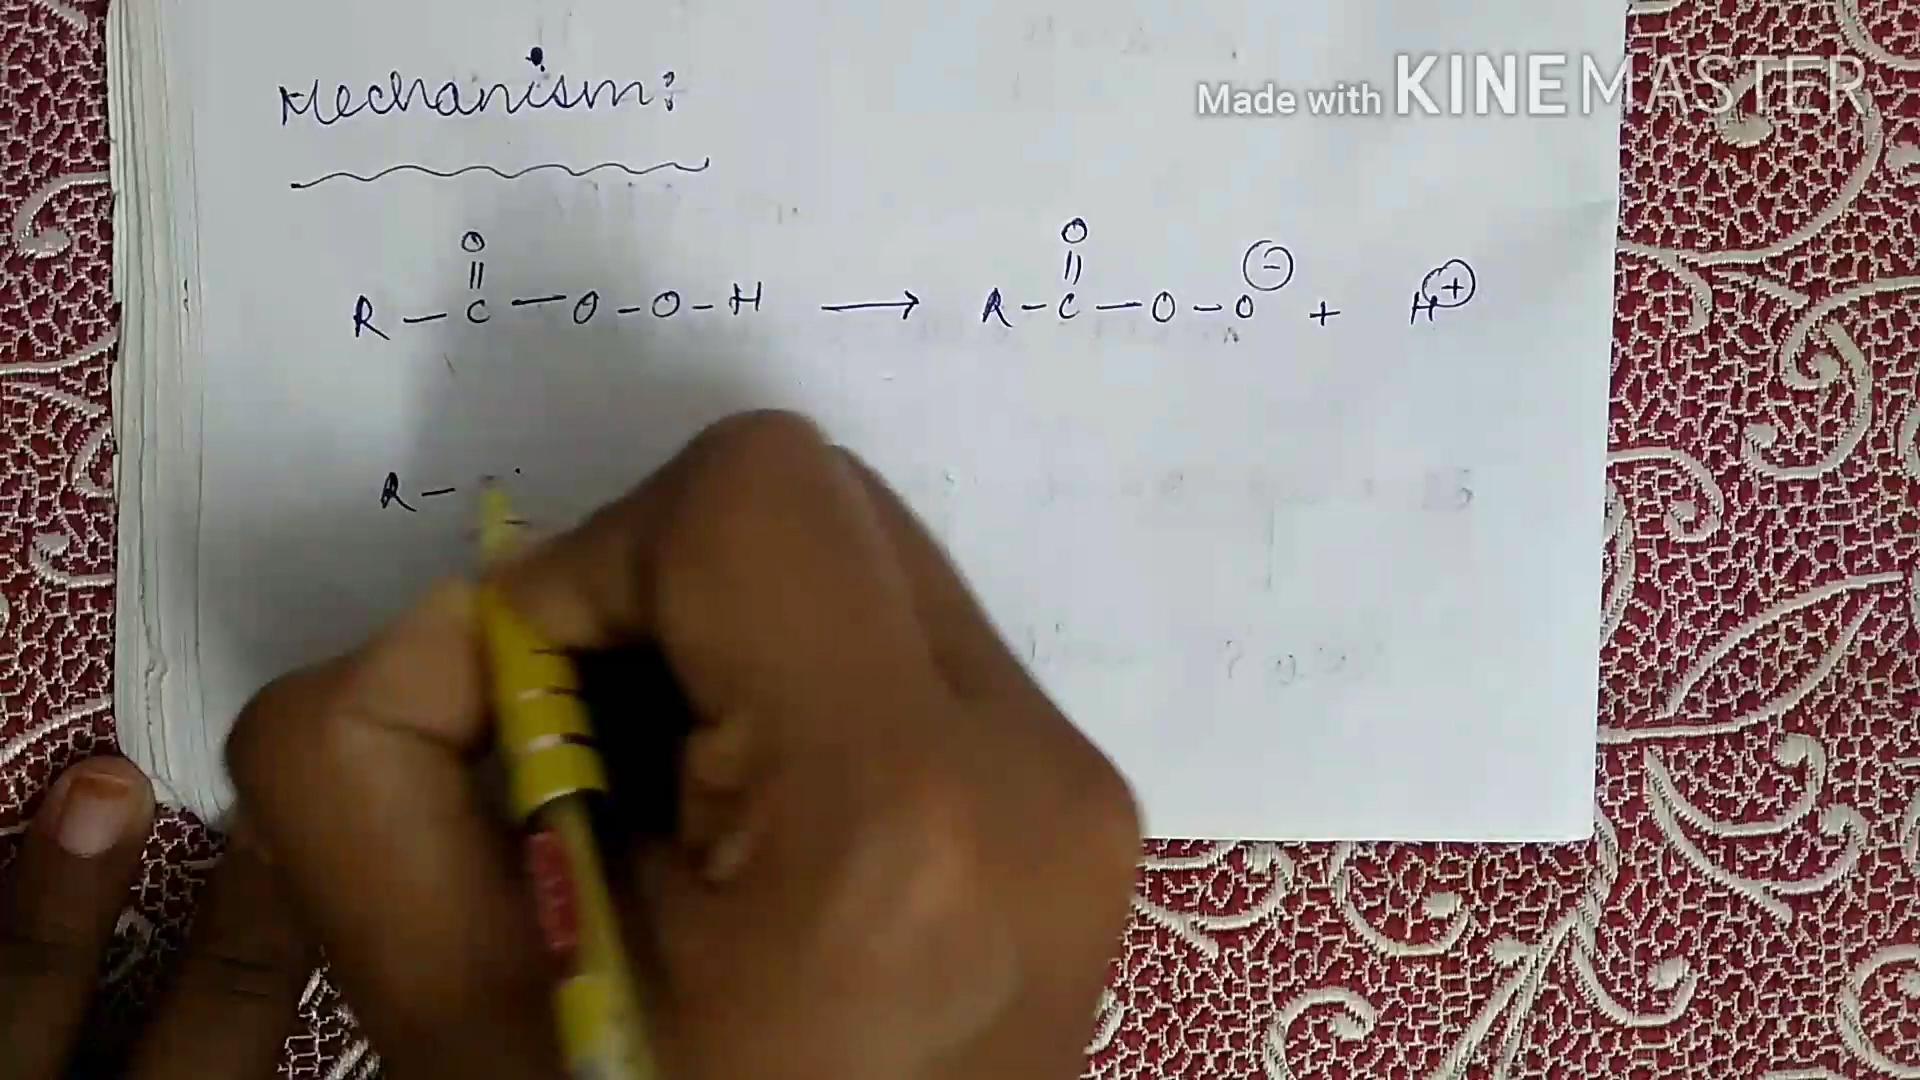 Made with KINEMASTER
Mechanism:
O O
|| ||
R — C — O - O - H ⟶ R - C — O - O ⊖ + H ⊕
R -